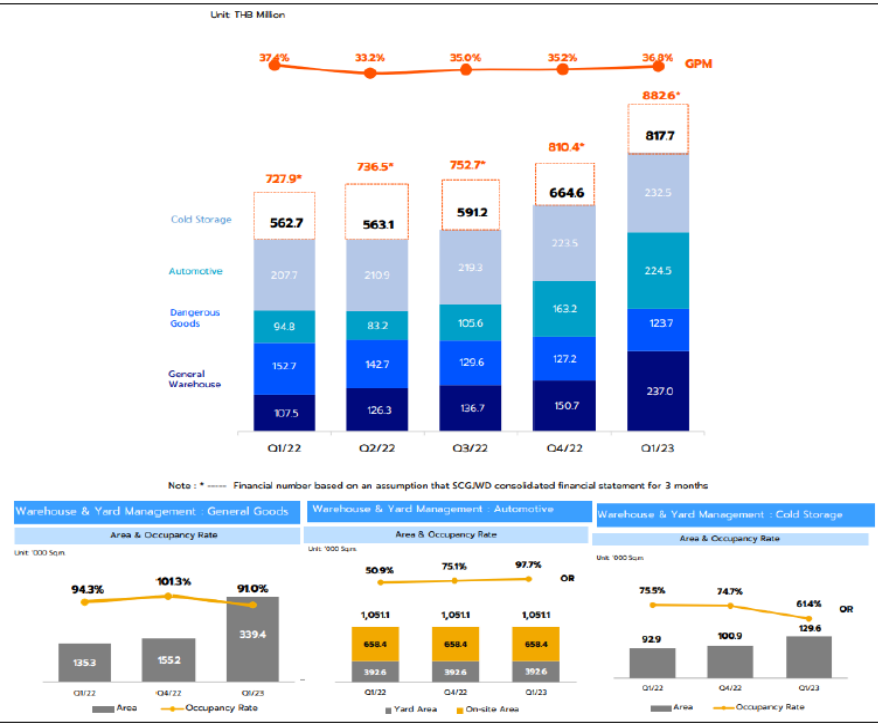 Unit: THB Million
37.4% 33.2% 35.0% 35.2% 36.8% GPM
882.6*
817.7
810.4*
752.7*
736.5*
727.9*
664.6
591.2
563.1
562.7
Cold Storage
207.7 210.9 219.3 223.5 232.5
Automotive
94.8 83.2 105.6 163.2 224.5
Dangerous
Goods
152.7 142.7 129.6 127.2 123.7
General
Warehouse
107.5 126.3 136.7 150.7 237.0
Q1/22 Q2/22 Q3/22 Q4/22 Q1/23
Note : * ----- Financial number based on an assumption that SCGJWD consolidated financial statement for 3 months
Warehouse & Yard Management : General Goods
Area & Occupancy Rate
Unit: '000 Sqm.
94.3% 101.3% 91.0%
135.3 155.2 339.4
Q1/22 Q4/22 Q1/23
Area Occupancy Rate
Warehouse & Yard Management : Automotive
Area & Occupancy Rate
Unit: '000 Sqm.
50.9% 75.1% 97.7% OR
1,051.1 1,051.1 1,051.1
658.4 658.4 658.4
392.6 392.6 392.6
Q1/22 Q4/22 Q1/23
Yard Area On-site Area
Warehouse & Yard Management : Cold Storage
Area & Occupancy Rate
Unit: '000 Sqm
75.5% 74.7% 61.4% OR
92.9 100.9 129.6
Q1/22 Q4/22 Q1/23
Area Occupancy Rate